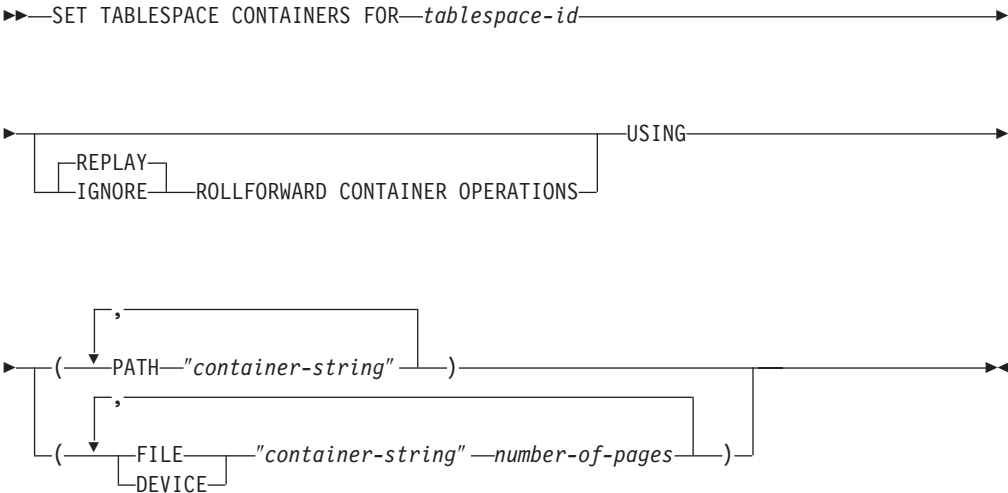 SET TABLESPACE CONTAINERS FOR tablespace-id
USING
REPLAY
IGNORE ROLLFORWARD CONTAINER OPERATIONS
,
( PATH "container-string" )
,
( FILE "container-string" number-of-pages )
DEVICE